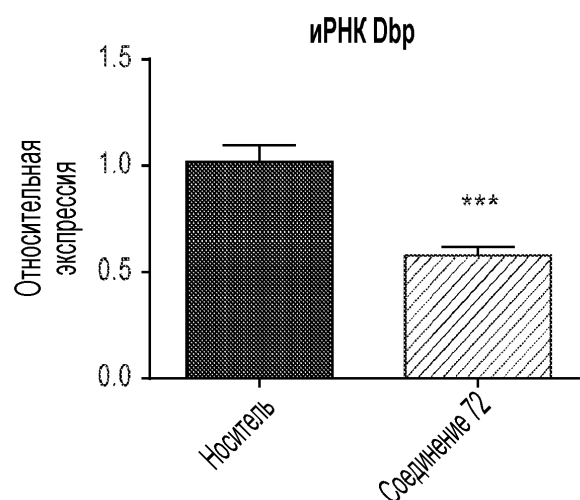 иРНК Dbp
1.5
1.0
0.5
0.0
Относительная
экспрессия
***
Носитель
Соединение 72